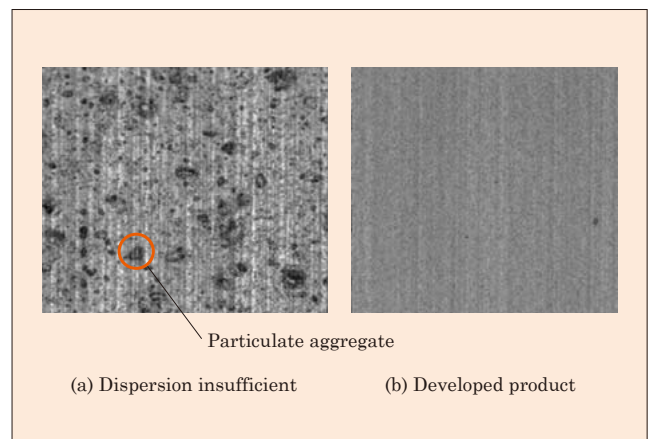 Particulate aggregate
(a) Dispersion insufficient
(b) Developed product